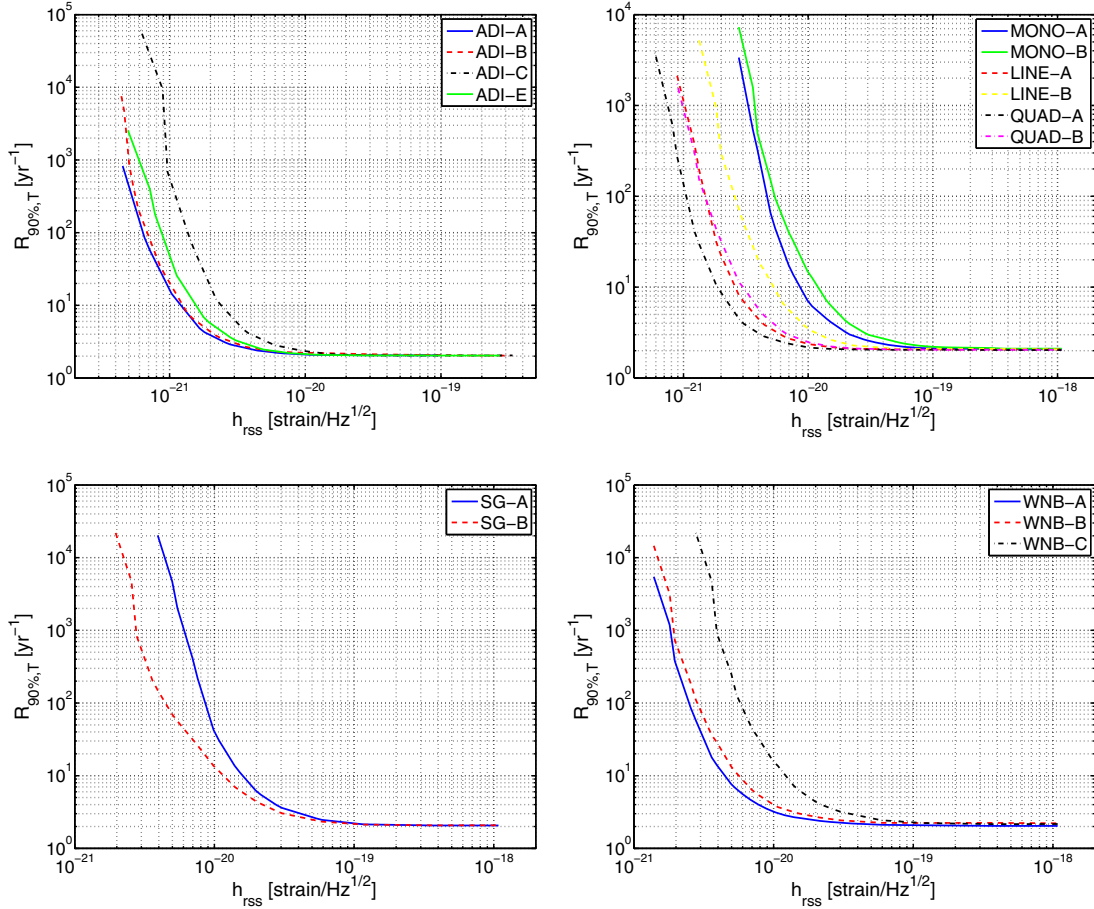 10^5
10^4
10^3
10^2
10^1
10^0
R_{90%,T} [yr^{-1}]
ADI-A
ADI-B
ADI-C
ADI-E
10^{-21}
10^{-20}
10^{-19}
h_{rss} [strain/Hz^{1/2}]
10^4
10^3
10^2
10^1
10^0
R_{90%,T} [yr^{-1}]
MONO-A
MONO-B
LINE-A
LINE-B
QUAD-A
QUAD-B
10^{-21}
10^{-20}
10^{-19}
10^{-18}
h_{rss} [strain/Hz^{1/2}]
10^5
10^4
10^3
10^2
10^1
10^0
R_{90%,T} [yr^{-1}]
SG-A
SG-B
10^{-21}
10^{-20}
10^{-19}
10^{-18}
h_{rss} [strain/Hz^{1/2}]
10^5
10^4
10^3
10^2
10^1
10^0
R_{90%,T} [yr^{-1}]
WNB-A
WNB-B
WNB-C
10^{-21}
10^{-20}
10^{-19}
10^{-18}
h_{rss} [strain/Hz^{1/2}]